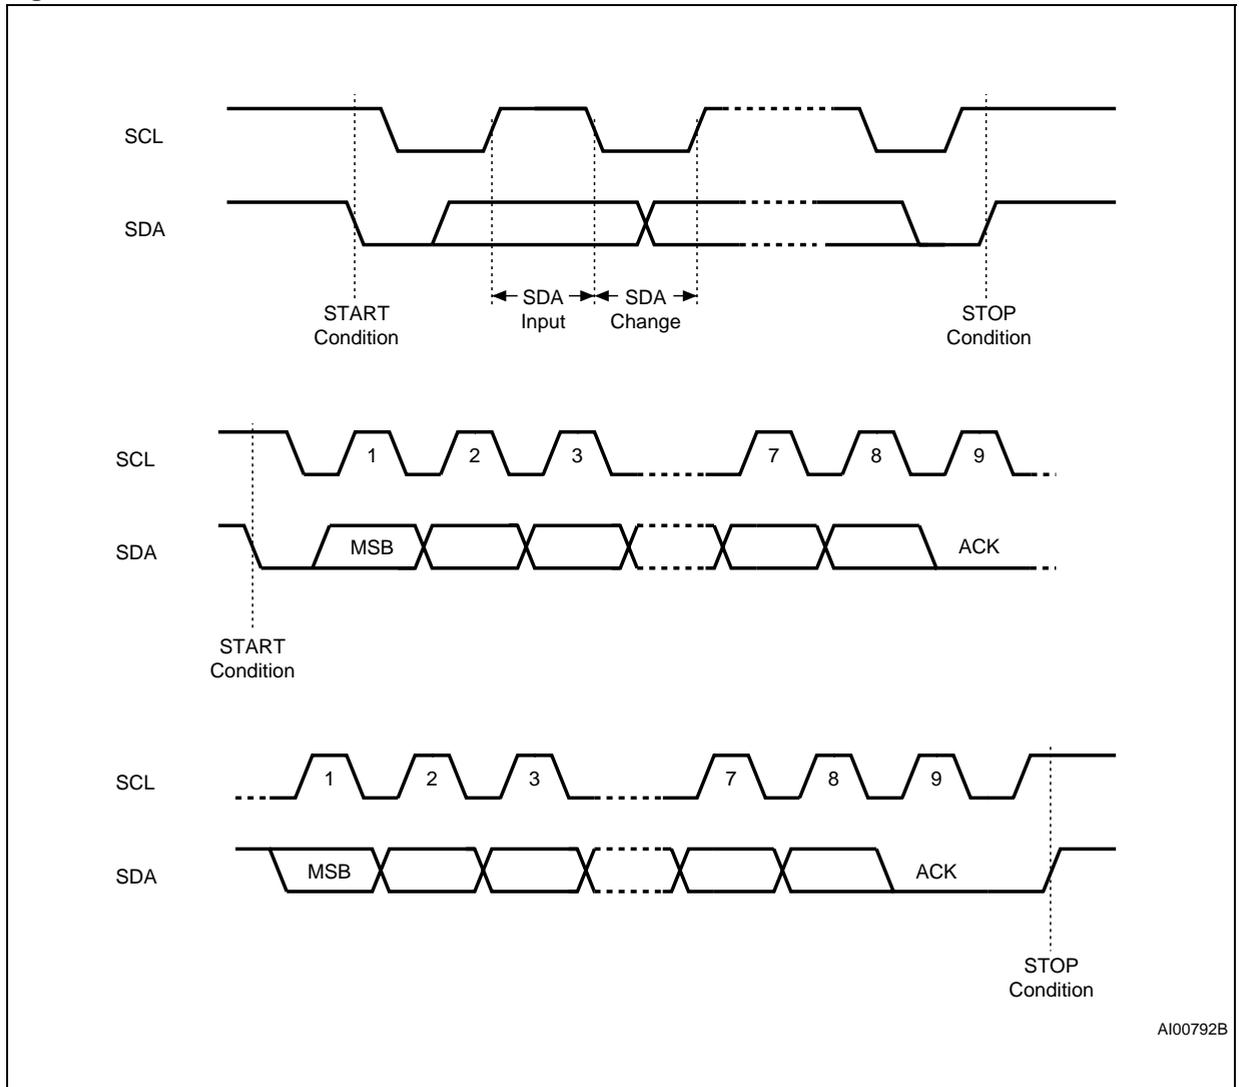 SCL
SDA
SDA
Input
SDA
Change
START
Condition
STOP
Condition
SCL
1 2 3 7 8 9
SDA
MSB ACK
START
Condition
SCL
1 2 3 7 8 9
SDA
MSB ACK
STOP
Condition
AI00792B